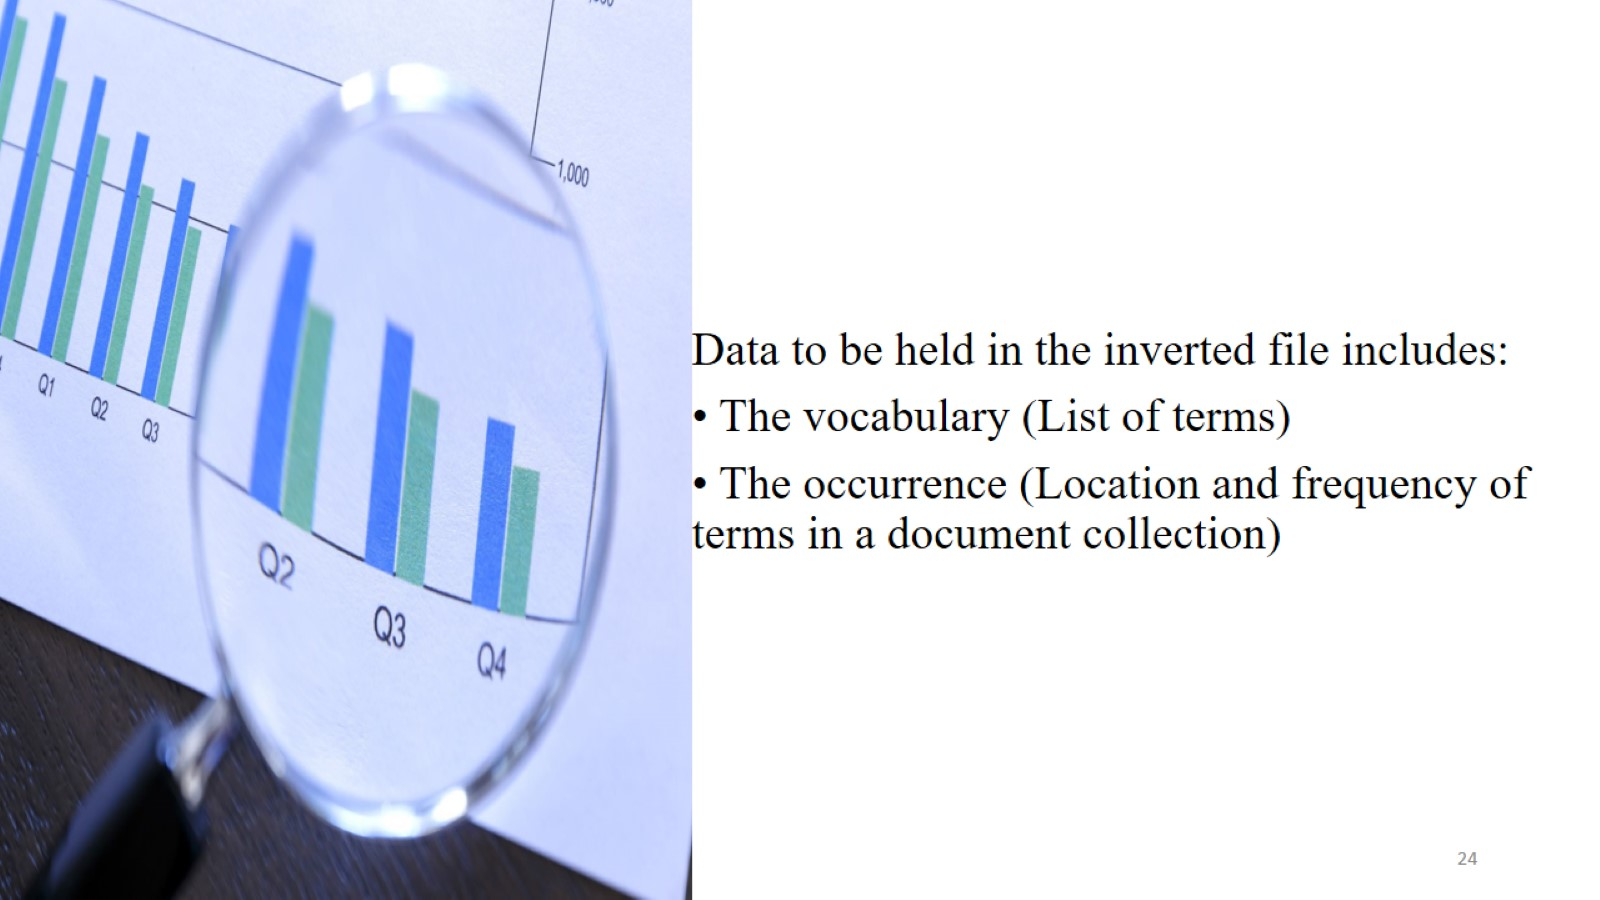 1,000
Q1
Q2
Q3
Q2
Q3
Q4
Data to be held in the inverted file includes:
• The vocabulary (List of terms)
• The occurrence (Location and frequency of
terms in a document collection)
24